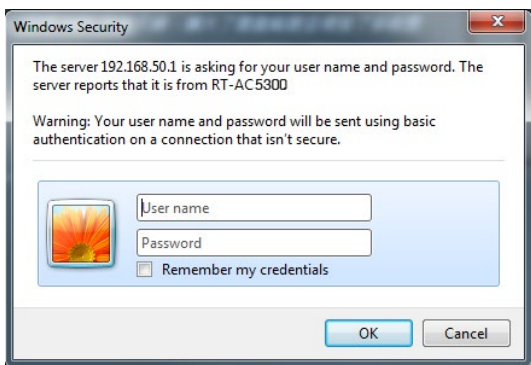 Windows Security
The server 192.168.50.1 is asking for your user name and password. The
server reports that it is from RT-AC5300
Warning: Your user name and password will be sent using basic
authentication on a connection that isn't secure.
User name
Password
Remember my credentials
OK
Cancel